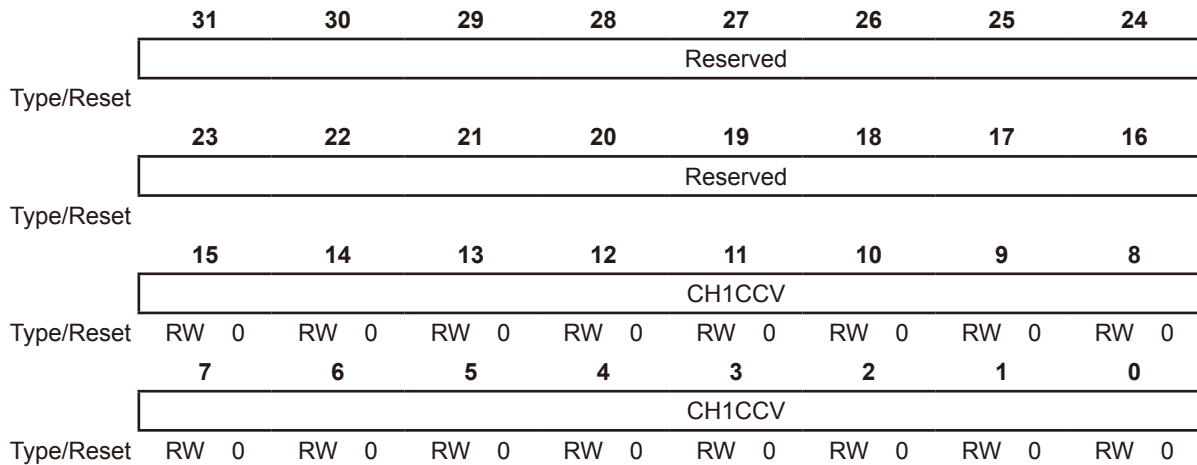 31 30 29 28 27 26 25 24
Reserved
Type/Reset
23 22 21 20 19 18 17 16
Reserved
Type/Reset
15 14 13 12 11 10 9 8
CH1CCV
Type/Reset RW 0 RW 0 RW 0 RW 0 RW 0 RW 0 RW 0 RW 0
7 6 5 4 3 2 1 0
CH1CCV
Type/Reset RW 0 RW 0 RW 0 RW 0 RW 0 RW 0 RW 0 RW 0